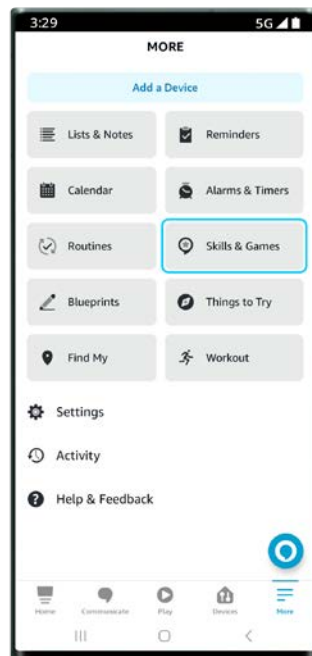 3:29 5G
MORE
Add a Device
Lists & Notes Reminders
Calendar Alarms & Timers
Routines Skills & Games
Blueprints Things to Try
Find My Workout
Settings
Activity
Help & Feedback
Home Communicate Play Devices More